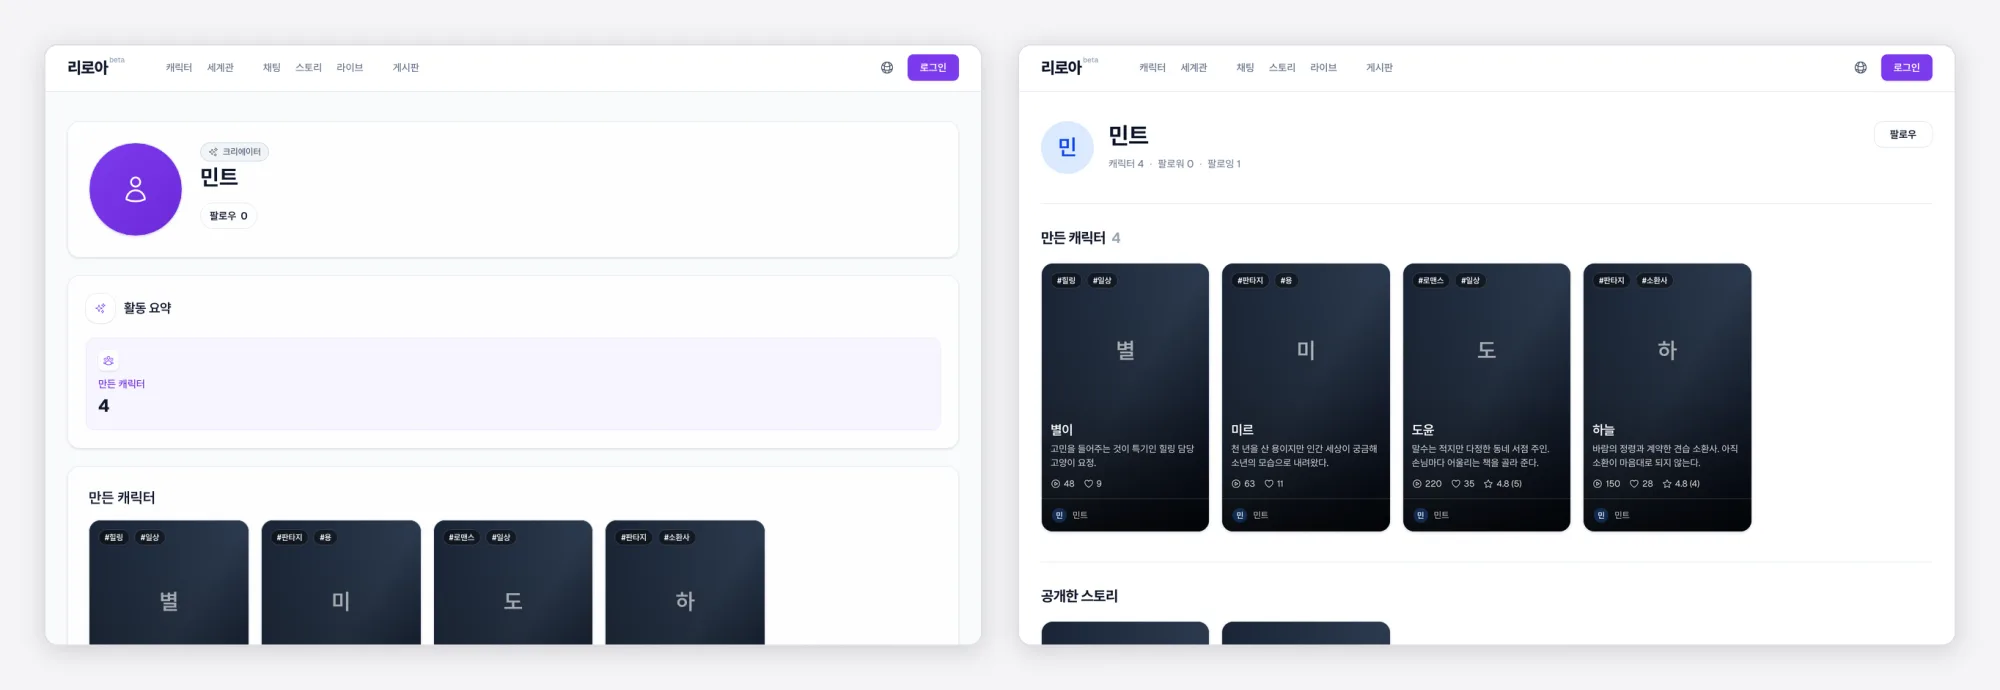 리로아 beta 캐릭터 세계관 채팅 스토리 라이브 게시판 로그인
크리에이터
민트
팔로우 0
활동 요약
만든 캐릭터
4
만든 캐릭터
#힐링 #일상 #판타지 #용 #로맨스 #일상 #판타지 #소환사
별 미 도 하
리로아 beta 캐릭터 세계관 채팅 스토리 라이브 게시판 로그인
민 민트 팔로우
캐릭터 4 · 팔로워 0 · 팔로잉 1
만든 캐릭터 4
#힐링 #일상
별
별이
고민을 들어주는 것이 특기인 힐링 담당
고양이 요정.
48 9
민 민트
#판타지 #용
미
미르
천 년을 산 용이지만 인간 세상이 궁금해
소년의 모습으로 내려왔다.
63 11
민 민트
#로맨스 #일상
도
도윤
말수는 적지만 다정한 동네 서점 주인.
손님마다 어울리는 책을 골라 준다.
220 35 4.8 (5)
민 민트
#판타지 #소환사
하
하늘
바람의 정령과 계약한 견습 소환사. 아직
소환이 마음대로 되지 않는다.
150 28 4.8 (4)
민 민트
공개한 스토리